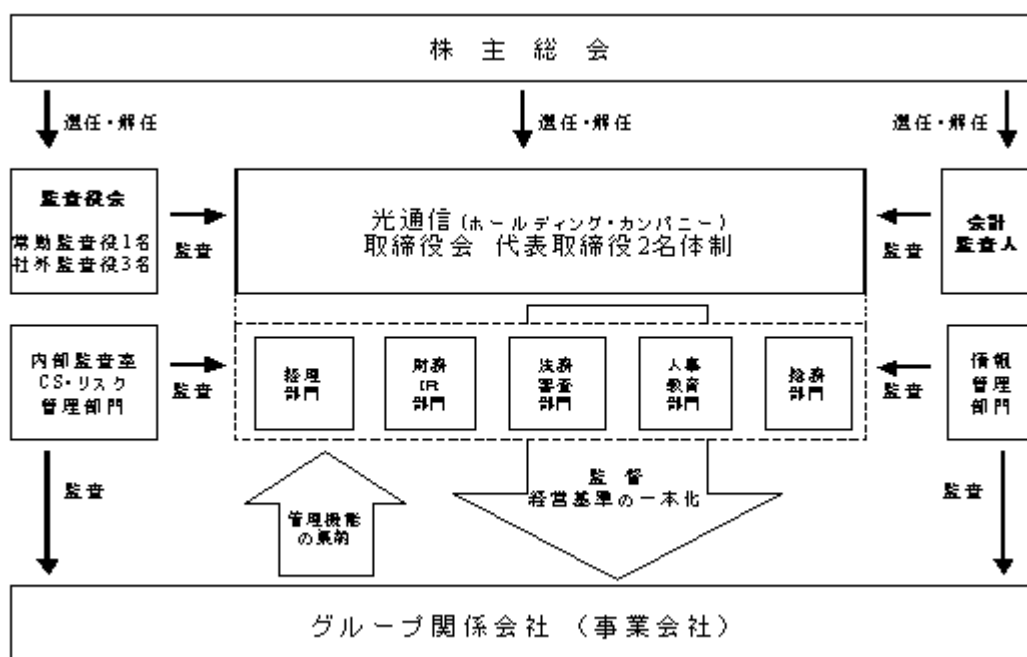 株主総会
選任・解任
選任・解任
選任・解任
監査役会
常勤監査役1名
社外監査役3名
監査
光通信(ホールディング・カンパニー)
取締役会 代表取締役2名体制
監査
会計
監査人
内部監査室
CS・リスク
管理部門
監査
経理
部門
財務
IR
部門
法務
審査
部門
人事
教育
部門
総務
部門
監査
情報
管理
部門
監査
管理機能
の集約
監督
経営基準の一本化
監査
グループ関係会社 (事業会社)